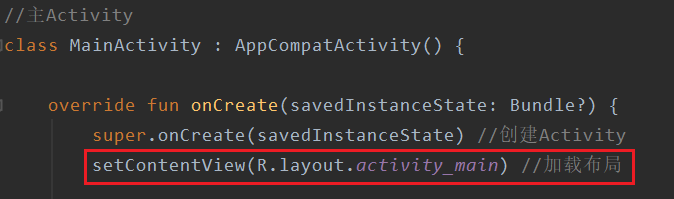 //主Activity
class MainActivity : AppCompatActivity() {
override fun onCreate(savedInstanceState: Bundle?) {
super.onCreate(savedInstanceState) //创建Activity
setContentView(R.layout.activity_main) //加载布局